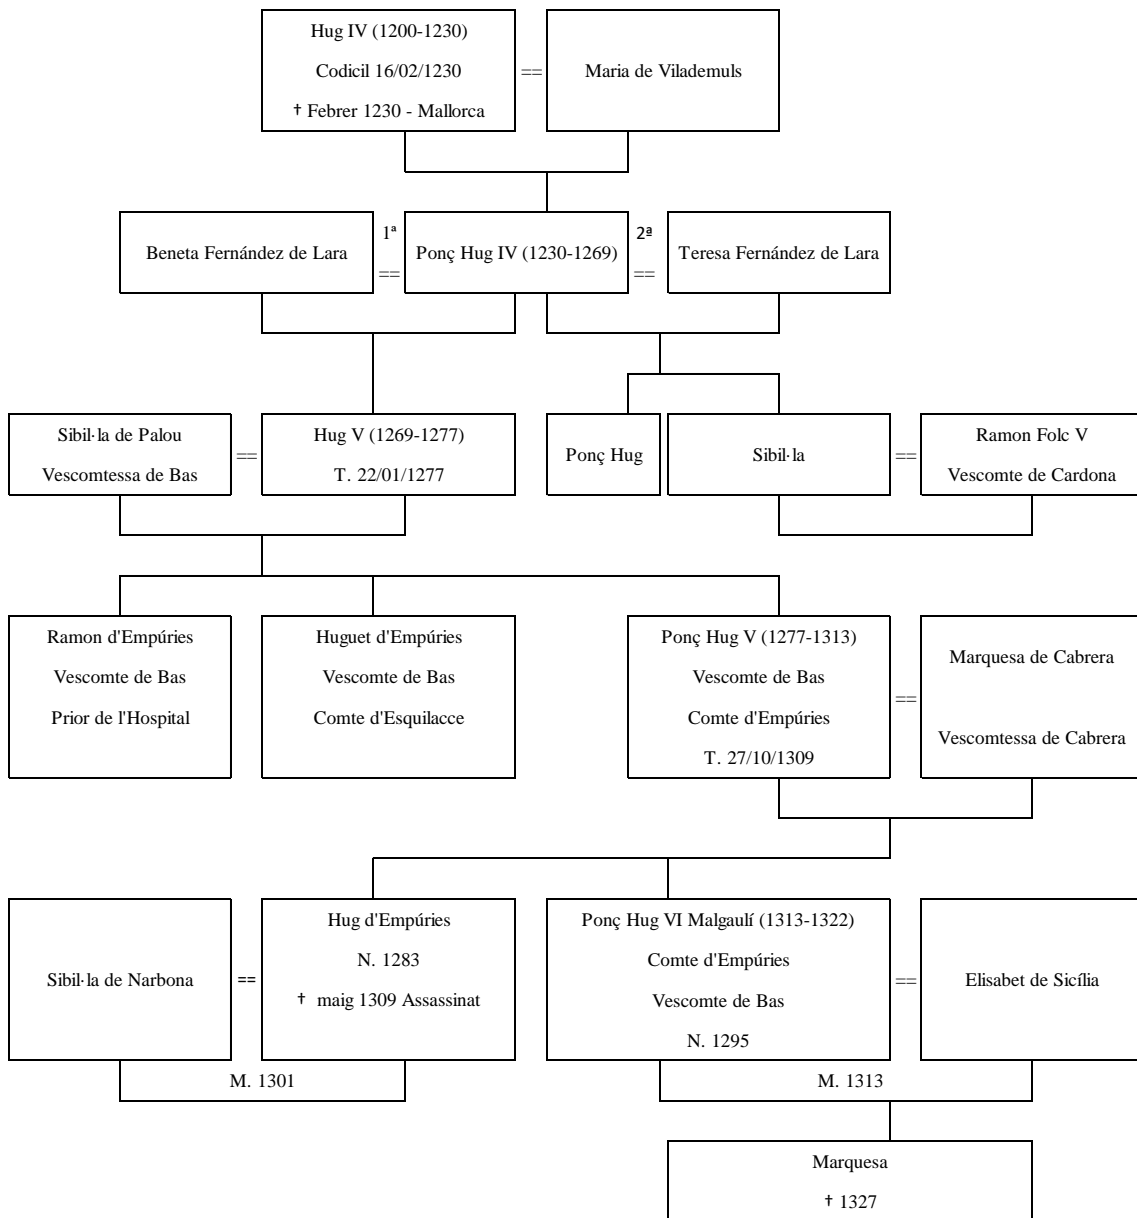 Hug IV (1200-1230)
Codicil 16/02/1230
† Febrer 1230 - Mallorca
==
Maria de Vilademuls
Beneta Fernández de Lara
1ª
==
Ponç Hug IV (1230-1269)
2ª
==
Teresa Fernández de Lara
Sibil·la de Palou
Vescomtessa de Bas
==
Hug V (1269-1277)
T. 22/01/1277
Ponç Hug
Sibil·la
==
Ramon Folc V
Vescomte de Cardona
Ramon d'Empúries
Vescomte de Bas
Prior de l'Hospital
Huguet d'Empúries
Vescomte de Bas
Comte d'Esquilacce
Ponç Hug V (1277-1313)
Vescomte de Bas
Comte d'Empúries
T. 27/10/1309
==
Marquesa de Cabrera
Vescomtessa de Cabrera
Sibil·la de Narbona
==
Hug d'Empúries
N. 1283
† maig 1309 Assassinat
Ponç Hug VI Malgaulí (1313-1322)
Comte d'Empúries
Vescomte de Bas
N. 1295
==
Elisabet de Sicília
M. 1301
M. 1313
Marquesa
† 1327